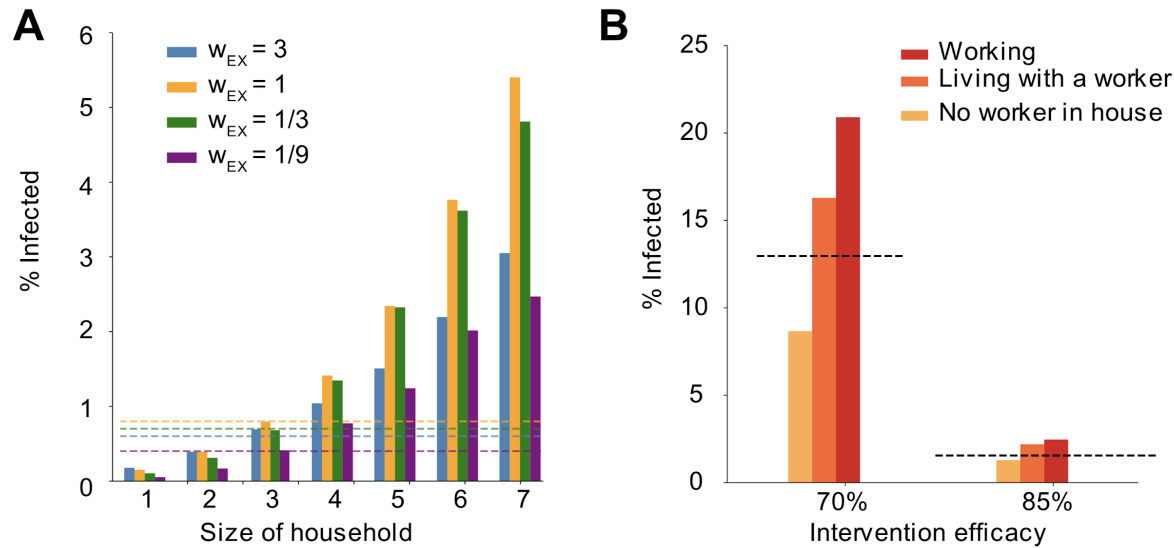 A
% Infected
6
5
4
3
2
1
0
w_EX = 3
w_EX = 1
w_EX = 1/3
w_EX = 1/9
1 2 3 4 5 6 7
Size of household
B
% Infected
25
20
15
10
5
0
Working
Living with a worker
No worker in house
70% 85%
Intervention efficacy